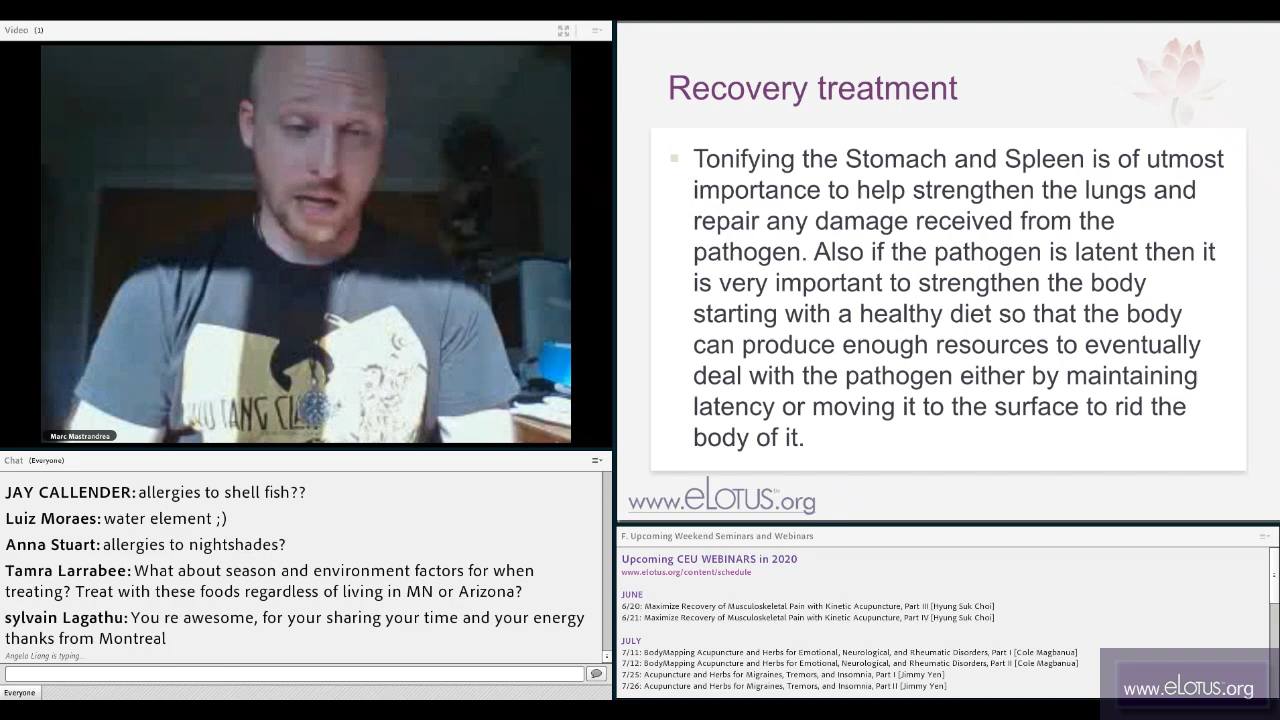 Video (1)
Marc Mastrandrea
Chat (Everyone)
JAY CALLENDER: allergies to shell fish??
Luiz Moraes: water element ;)
Anna Stuart: allergies to nightshades?
Tamra Larrabee: What about season and environment factors for when
treating? Treat with these foods regardless of living in MN or Arizona?
sylvain Lagathu: You re awesome, for your sharing your time and your energy
thanks from Montreal
Angela Liang is typing...
Everyone
Recovery treatment
Tonifying the Stomach and Spleen is of utmost
importance to help strengthen the lungs and
repair any damage received from the
pathogen. Also if the pathogen is latent then it
is very important to strengthen the body
starting with a healthy diet so that the body
can produce enough resources to eventually
deal with the pathogen either by maintaining
latency or moving it to the surface to rid the
body of it.
www.eLOTUS.org
F. Upcoming Weekend Seminars and Webinars
Upcoming CEU WEBINARS in 2020
www.elotus.org/content/schedule
JUNE
6/20: Maximize Recovery of Musculoskeletal Pain with Kinetic Acupuncture, Part III [Hyung Suk Choi]
6/21: Maximize Recovery of Musculoskeletal Pain with Kinetic Acupuncture, Part IV [Hyung Suk Choi]
JULY
7/11: BodyMapping Acupuncture and Herbs for Emotional, Neurological, and Rheumatic Disorders, Part I [Cole Magbanua]
7/12: BodyMapping Acupuncture and Herbs for Emotional, Neurological, and Rheumatic Disorders, Part II [Cole Magbanua]
7/25: Acupuncture and Herbs for Migraines, Tremors, and Insomnia, Part I [Jimmy Yen]
7/26: Acupuncture and Herbs for Migraines, Tremors, and Insomnia, Part II [Jimmy Yen]
www.eLOTUS.org